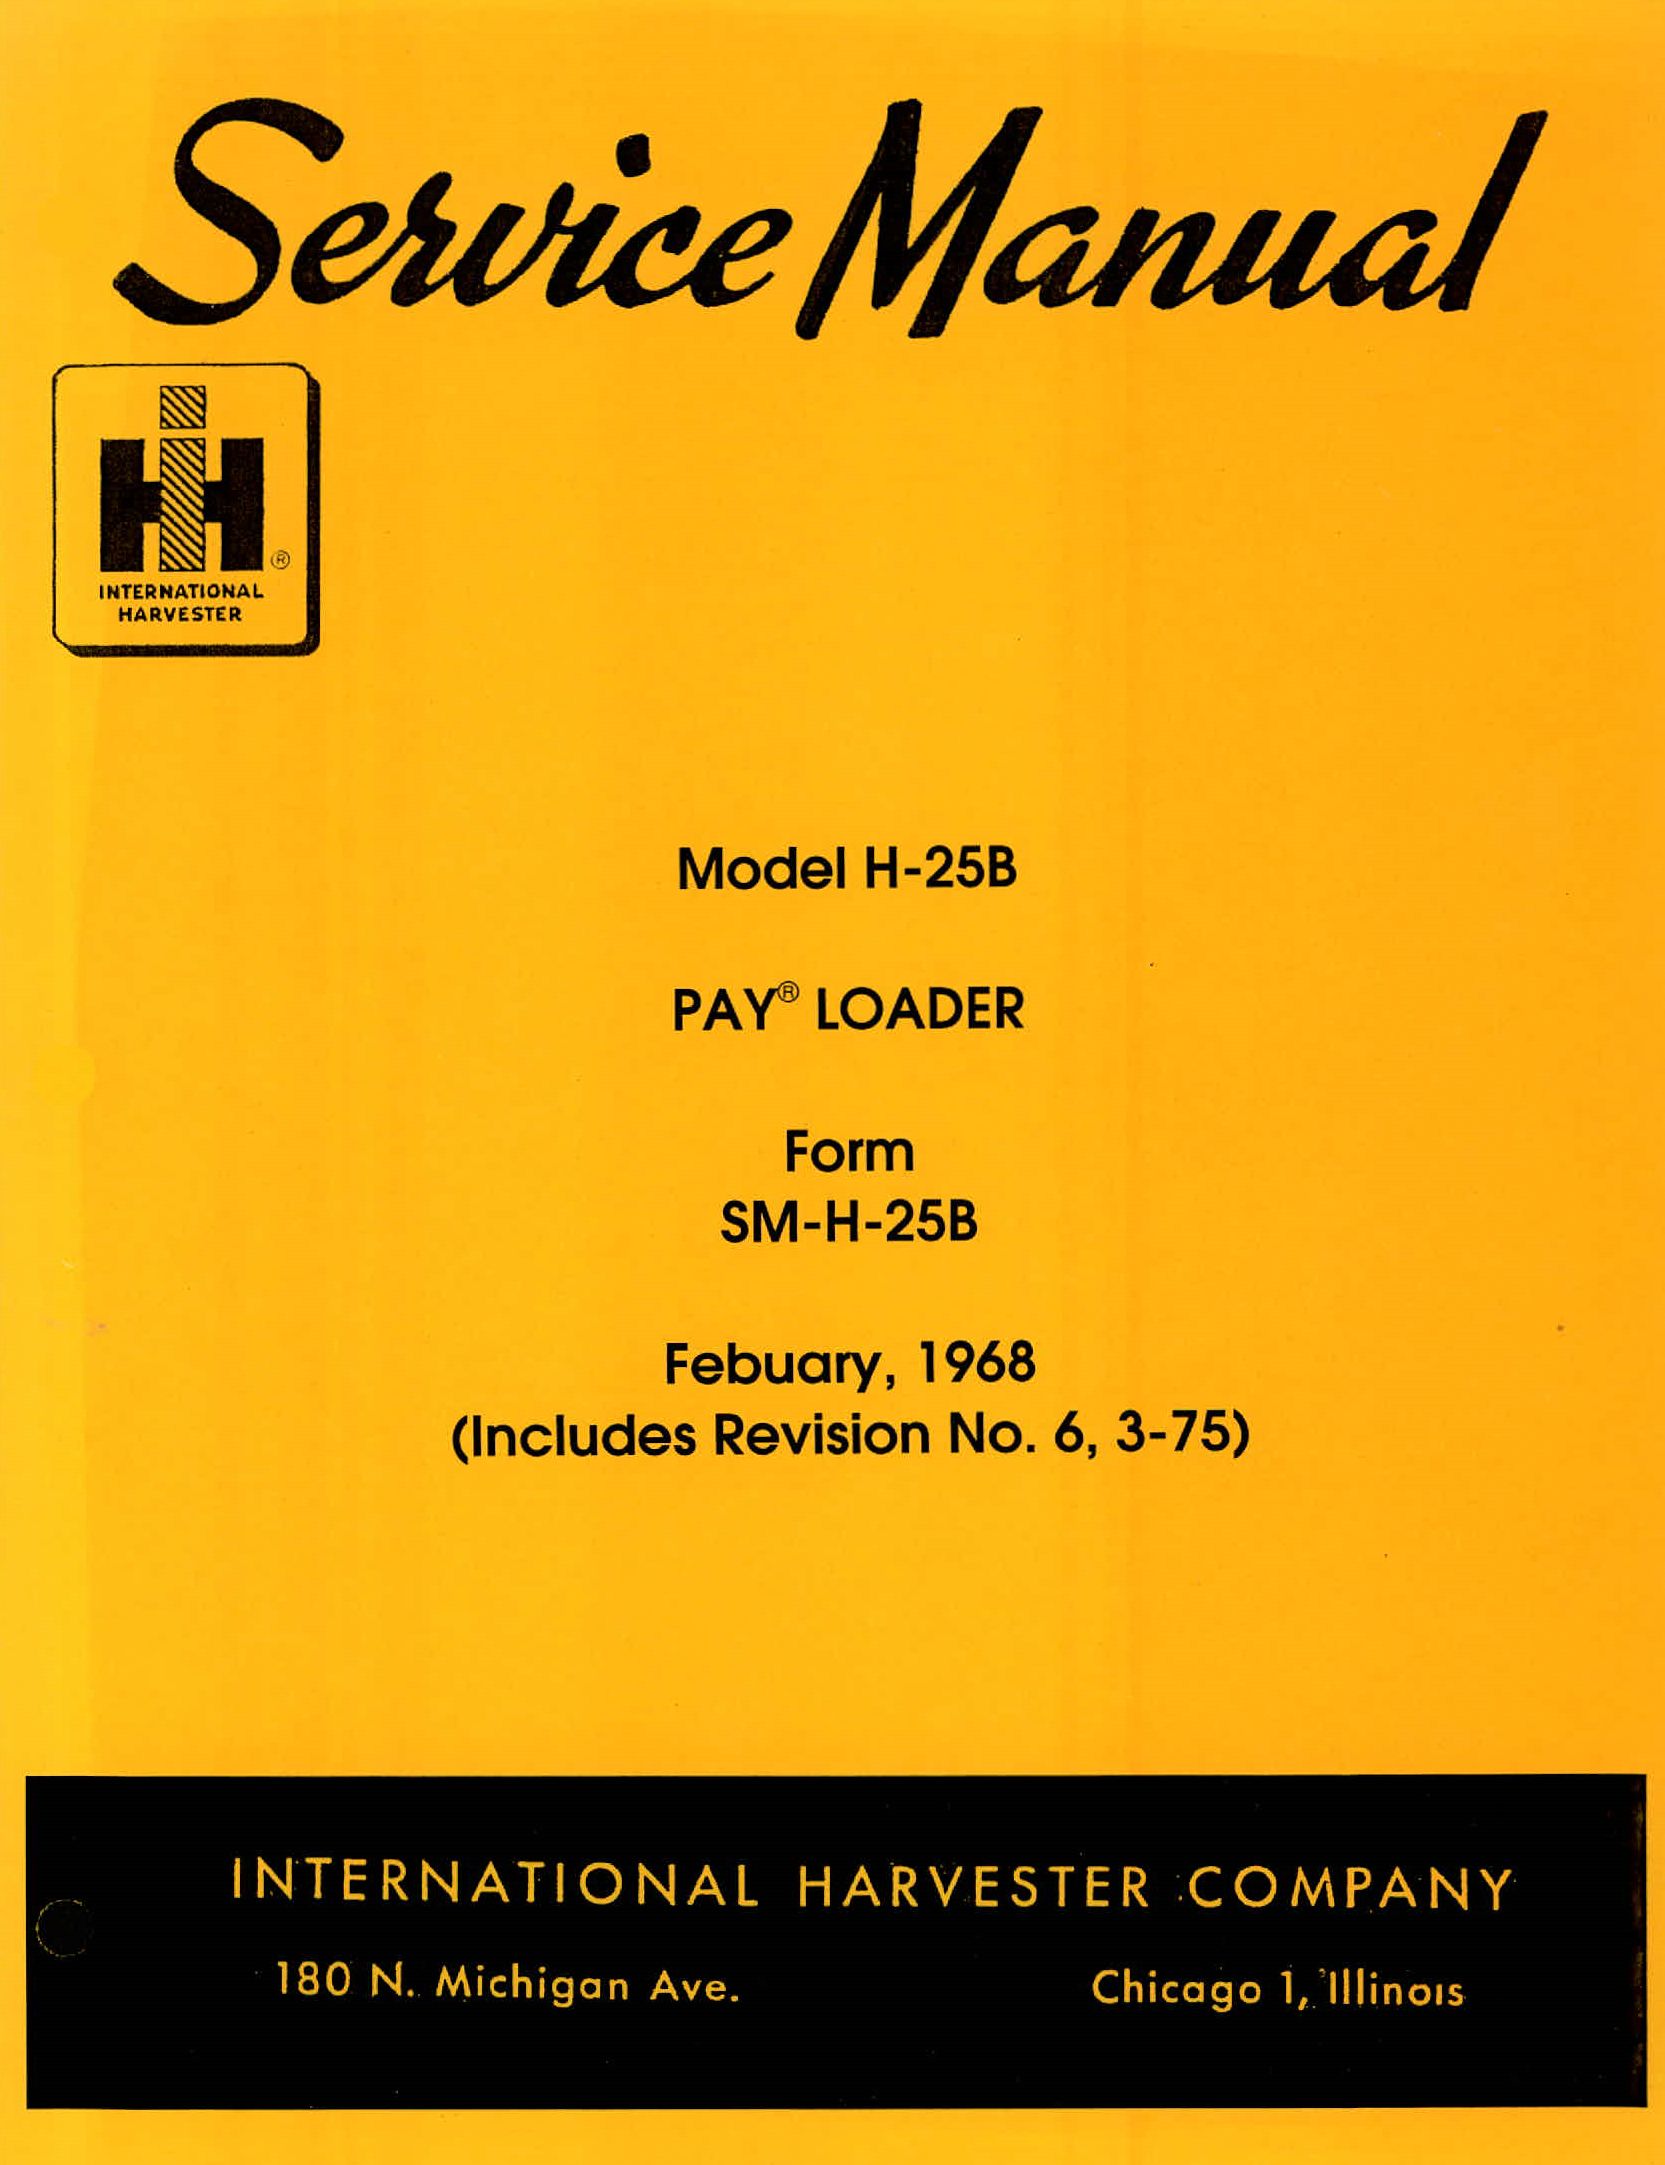 Service Manual
IH
®
INTERNATIONAL
HARVESTER
Model H-25B
PAY® LOADER
Form
SM-H-25B
Febuary, 1968
(Includes Revision No. 6, 3-75)
INTERNATIONAL HARVESTER COMPANY
180 N. Michigan Ave. Chicago 1, Illinois